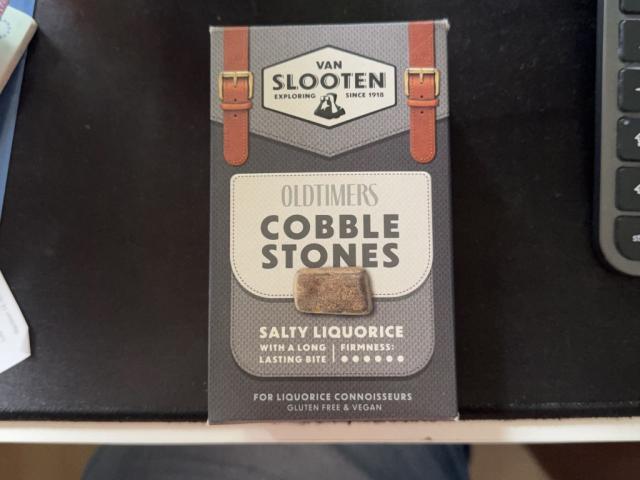 VAN
SLOOTEN
EXPLORING SINCE 1918
OLDTIMERS
COBBLE
STONES
SALTY LIQUORICE
WITH A LONG
LASTING BITE
FIRMNESS:
FOR LIQUORICE CONNOISSEURS
GLUTEN FREE & VEGAN